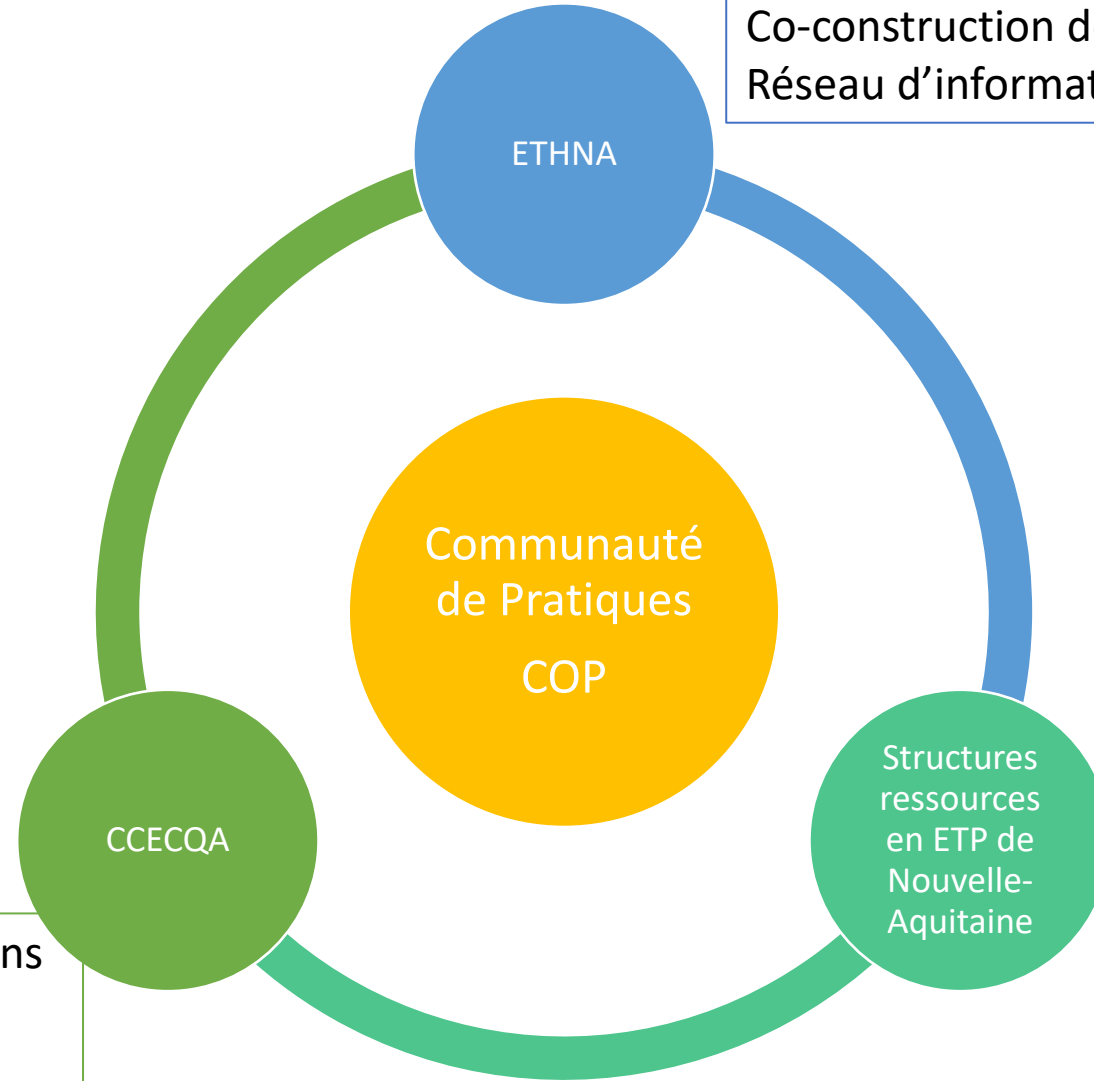 Co-construction d
Réseau d'informat
ETHNA
Communauté
de Pratiques
COP
Structures
ressources
en ETP de
Nouvelle-
Aquitaine
CCECQA
ns